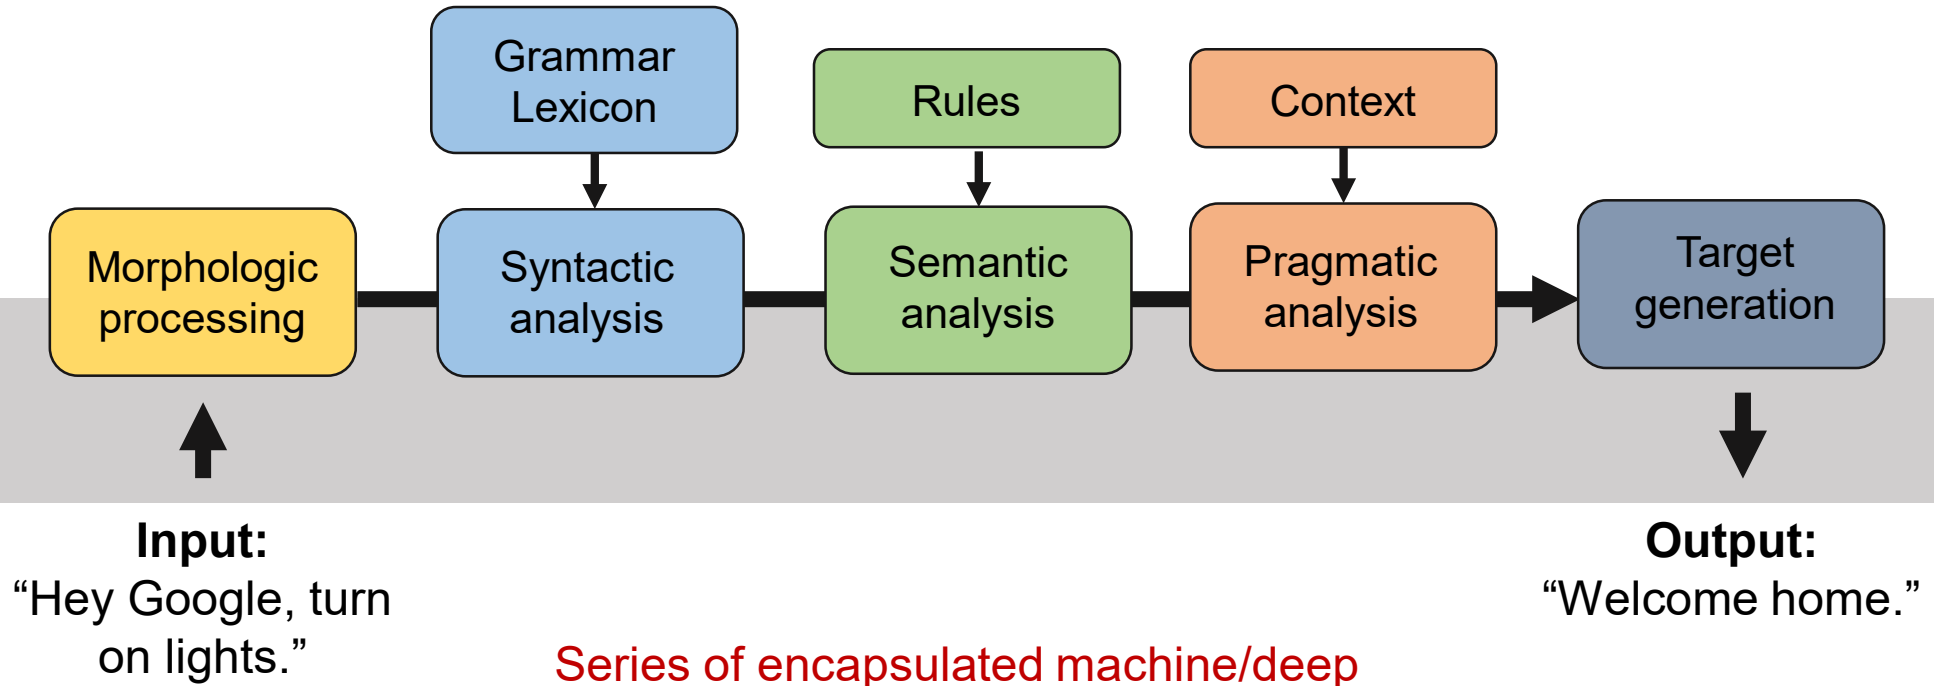 Grammar
Lexicon
Rules
Context
Morphologic
processing
Syntactic
analysis
Semantic
analysis
Pragmatic
analysis
Target
generation
Input:
“Hey Google, turn
on lights.”
Output:
“Welcome home.”
Series of encapsulated machine/deep